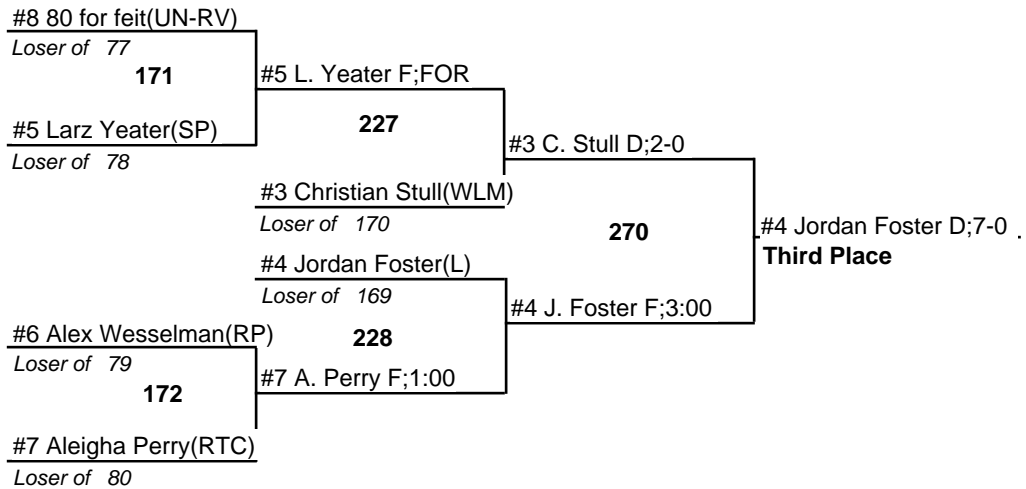 #8 80 for feit(UN-RV)
Loser of 77
171
#5 L. Yeater F;FOR
#5 Larz Yeater(SP)
Loser of 78
227
#3 C. Stull D;2-0
#3 Christian Stull(WLM)
Loser of 170
270
#4 Jordan Foster D;7-0
Third Place
#4 Jordan Foster(L)
Loser of 169
#4 J. Foster F;3:00
#6 Alex Wesselman(RP)
Loser of 79
228
172
#7 A. Perry F;1:00
#7 Aleigha Perry(RTC)
Loser of 80